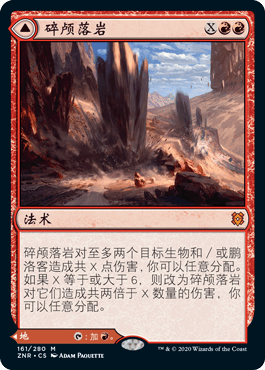 碎颅落岩 X
法术
碎颅落岩对至多两个目标生物和/或鹏
洛客造成共X点伤害,你可以任意分配。
如果X等于或大于6,则改为碎颅落岩
对它们造成共两倍于X数量的伤害,你
可以任意分配。
地 :加 。
161/280 M
ZNR • CS ADAM PAQUETTE
™ & © 2020 Wizards of the Coast